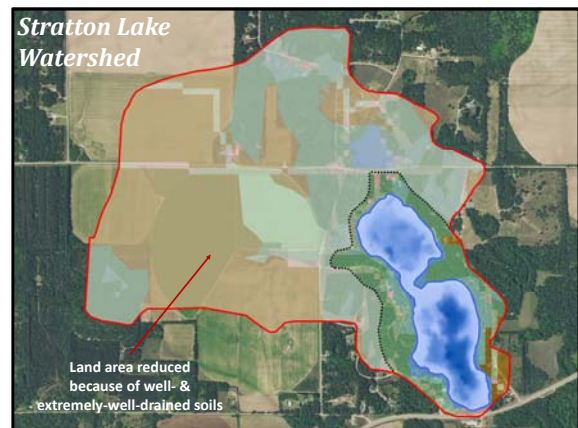 Stratton Lake
Watershed
Land area reduced
because of well- &
extremely-well-drained soils